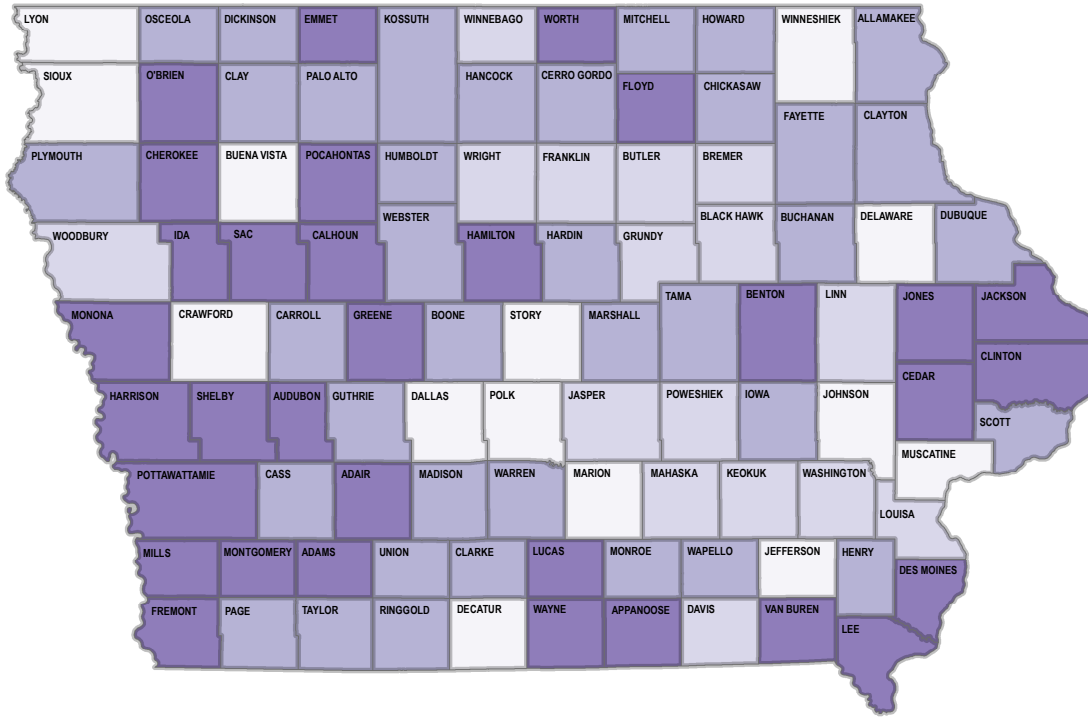 LYON
OSCEOLA
DICKINSON
EMMET
KOSSUTH
WINNEBAGO
WORTH
MITCHELL
HOWARD
WINNESHIEK
ALLAMAKEE
SIOUX
O'BRIEN
CLAY
PALO ALTO
HANCOCK
CERRO GORDO
FLOYD
CHICKASAW
FAYETTE
CLAYTON
PLYMOUTH
CHEROKEE
BUENA VISTA
POCAHONTAS
HUMBOLDT
WRIGHT
FRANKLIN
BUTLER
BREMER
WEBSTER
BLACK HAWK
BUCHANAN
DELAWARE
DUBUQUE
WOODBURY
IDA
SAC
CALHOUN
HAMILTON
HARDIN
GRUNDY
TAMA
BENTON
LINN
JONES
JACKSON
MONONA
CRAWFORD
CARROLL
GREENE
BOONE
STORY
MARSHALL
CLINTON
CEDAR
HARRISON
SHELBY
AUDUBON
GUTHRIE
DALLAS
POLK
JASPER
POWESHIEK
IOWA
JOHNSON
SCOTT
MUSCATINE
POTTAWATTAMIE
CASS
ADAIR
MADISON
WARREN
MARION
MAHASKA
KEOKUK
WASHINGTON
LOUISA
MILLS
MONTGOMERY
ADAMS
UNION
CLARKE
LUCAS
MONROE
WAPELLO
JEFFERSON
HENRY
DES MOINES
FREMONT
PAGE
TAYLOR
RINGGOLD
DECATUR
WAYNE
APPANOOSE
DAVIS
VAN BUREN
LEE